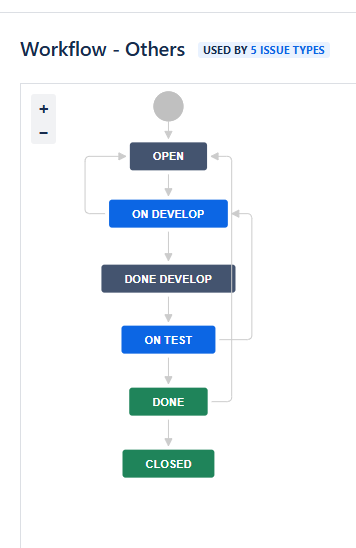 Workflow - Others USED BY 5 ISSUE TYPES
+
−
OPEN
ON DEVELOP
DONE DEVELOP
ON TEST
DONE
CLOSED